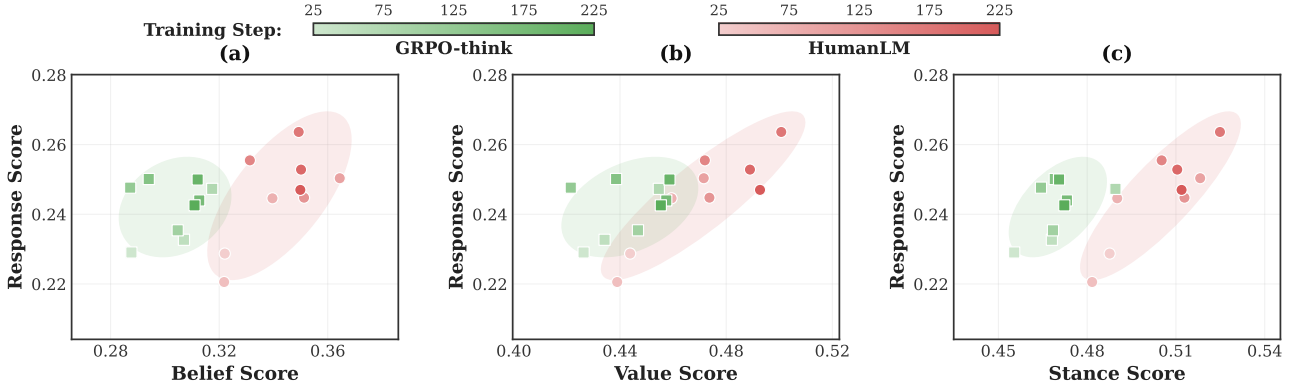 25 75 125 175 225 25 75 125 175 225
Training Step:
GRPO-think HumanLM
(a) (b) (c)
0.28 0.28 0.28
0.26 0.26 0.26
0.24 0.24 0.24
0.22 0.22 0.22
Response Score Response Score Response Score
0.28 0.32 0.36 0.40 0.44 0.48 0.52 0.45 0.48 0.51 0.54
Belief Score Value Score Stance Score